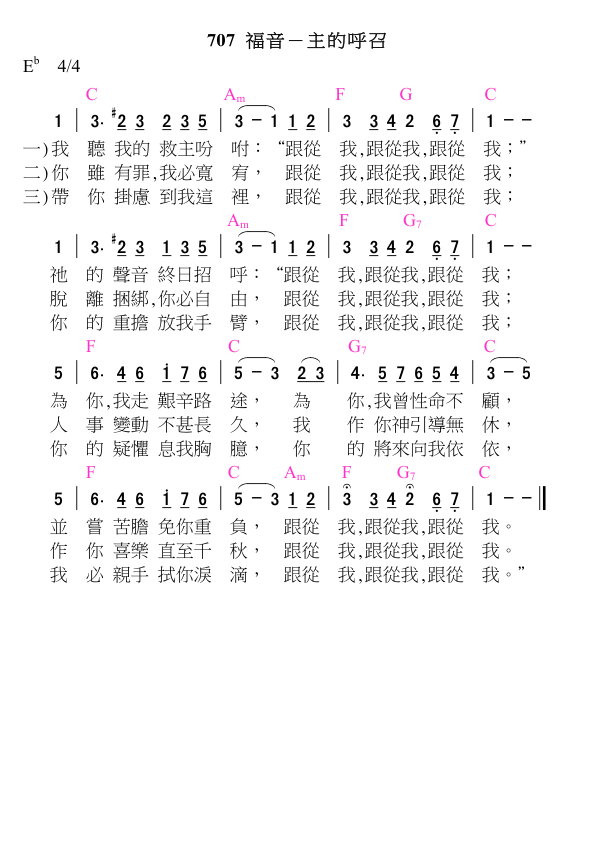 707 福音－主的呼召
E♭ 4/4
C Am F G C
1 | 3· #2 3 2 3 5 | 3 － 1 1 2 | 3 3 4 2 6 7 | 1 － －
一)我 聽 我的 救主吩 咐：“跟從 我,跟從我,跟從 我；”
二)你 雖 有罪,我必寬 宥， 跟從 我,跟從我,跟從 我；
三)帶 你 掛慮 到我這 裡， 跟從 我,跟從我,跟從 我；
Am F G7 C
1 | 3· #2 3 1 3 5 | 3 － 1 1 2 | 3 3 4 2 6 7 | 1 － －
祂 的 聲音 終日招 呼：“跟從 我,跟從我,跟從 我；
脫 離 捆綁,你必自 由， 跟從 我,跟從我,跟從 我；
你 的 重擔 放我手 臂， 跟從 我,跟從我,跟從 我；
F C G7 C
5 | 6· 4 6 1 7 6 | 5 － 3 2 3 | 4· 5 7 6 5 4 | 3 － 5
為 你,我走 艱辛路 途， 為 你,我曾性命不 顧，
人 事 變動 不甚長 久， 我 作 你神引導無 休，
你 的 疑懼 息我胸 臆， 你 的 將來向我依 依，
F C Am F G7 C
5 | 6· 4 6 1 7 6 | 5 － 3 1 2 | 3 3 4 2 6 7 | 1 － － ‖
並 嘗 苦膽 免你重 負， 跟從 我,跟從我,跟從 我。
作 你 喜樂 直至千 秋， 跟從 我,跟從我,跟從 我。
我 必 親手 拭你淚 滴， 跟從 我,跟從我,跟從 我。”